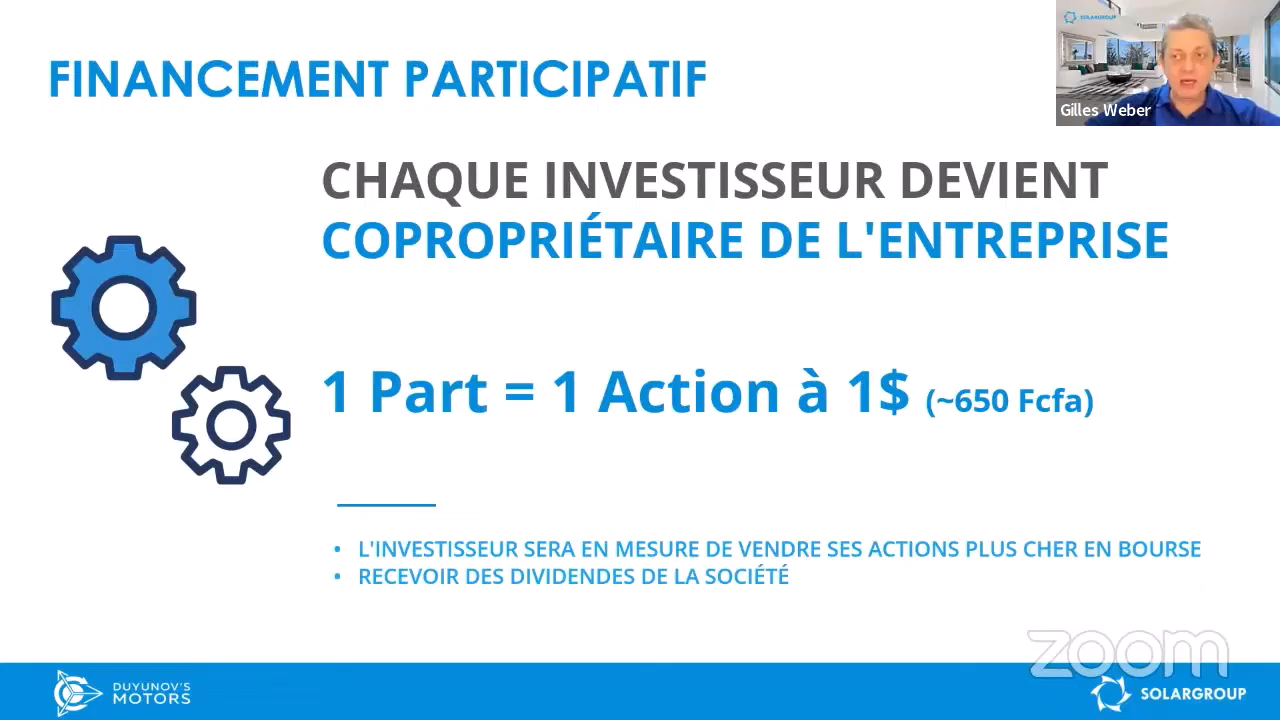 SOLARGROUP
Gilles Weber
FINANCEMENT PARTICIPATIF
CHAQUE INVESTISSEUR DEVIENT
COPROPRIÉTAIRE DE L'ENTREPRISE
1 Part = 1 Action à 1$ (~650 Fcfa)
• L'INVESTISSEUR SERA EN MESURE DE VENDRE SES ACTIONS PLUS CHER EN BOURSE
• RECEVOIR DES DIVIDENDES DE LA SOCIÉTÉ
zoom
DUYUNOV'S
MOTORS
SOLARGROUP